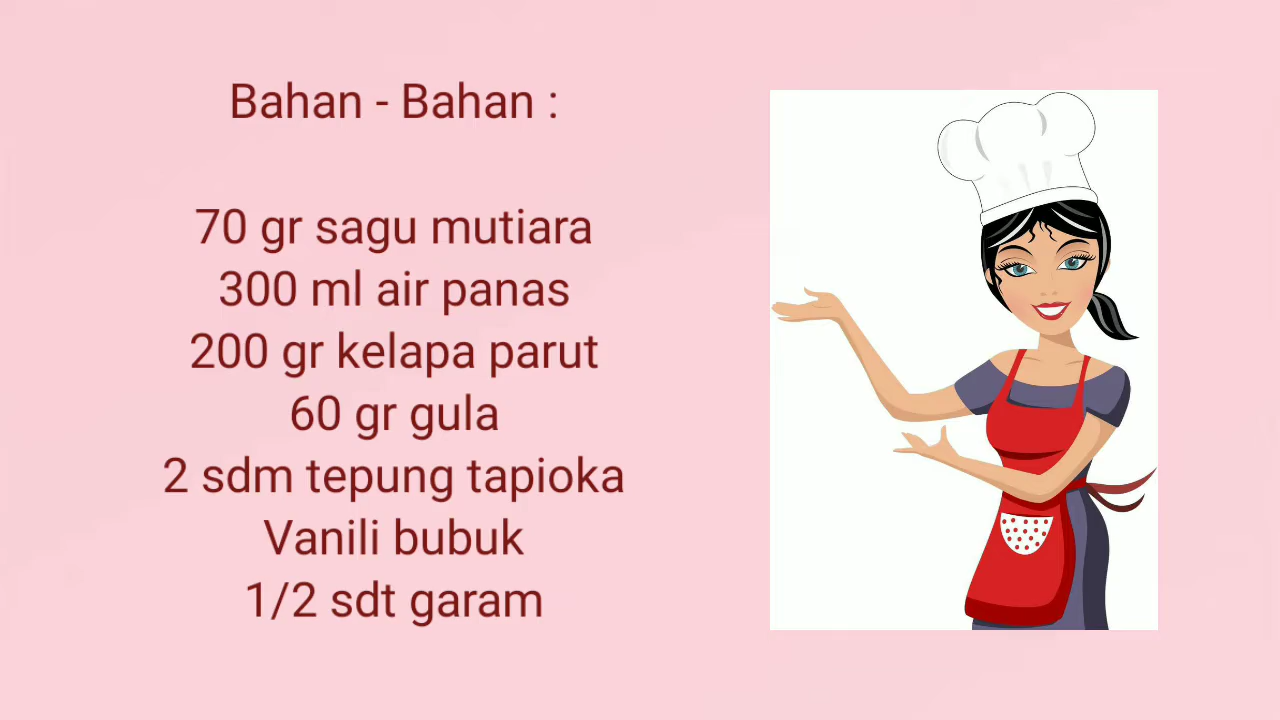 Bahan - Bahan :
70 gr sagu mutiara
300 ml air panas
200 gr kelapa parut
60 gr gula
2 sdm tepung tapioka
Vanili bubuk
1/2 sdt garam